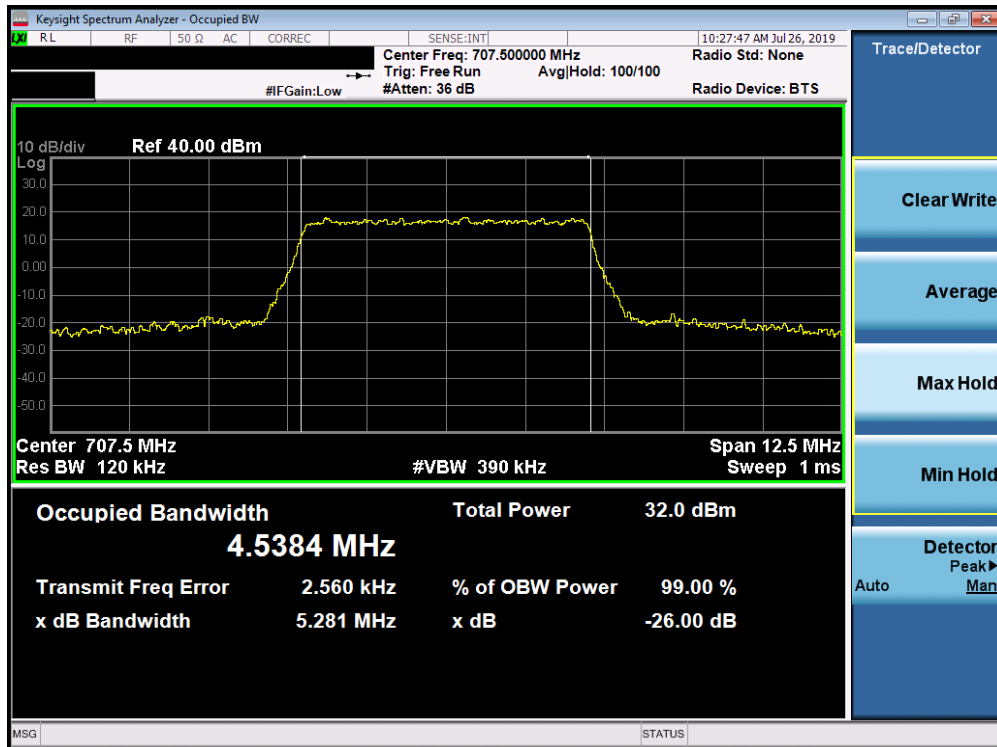 Keysight Spectrum Analyzer - Occupied BW
LXI RL RF 50 Ω AC CORREC SENSE:INT 10:27:47 AM Jul 26, 2019
Center Freq: 707.500000 MHz Radio Std: None
Trig: Free Run Avg|Hold: 100/100
#IFGain:Low #Atten: 36 dB Radio Device: BTS
Trace/Detector
10 dB/div Ref 40.00 dBm
Log
30.0
20.0
10.0
0.00
-10.0
-20.0
-30.0
-40.0
-50.0
Center 707.5 MHz Span 12.5 MHz
Res BW 120 kHz #VBW 390 kHz Sweep 1 ms
Occupied Bandwidth Total Power 32.0 dBm
4.5384 MHz
Transmit Freq Error 2.560 kHz % of OBW Power 99.00 %
x dB Bandwidth 5.281 MHz x dB -26.00 dB
Clear Write
Average
Max Hold
Min Hold
Detector
Peak▶
Auto Man
MSG STATUS